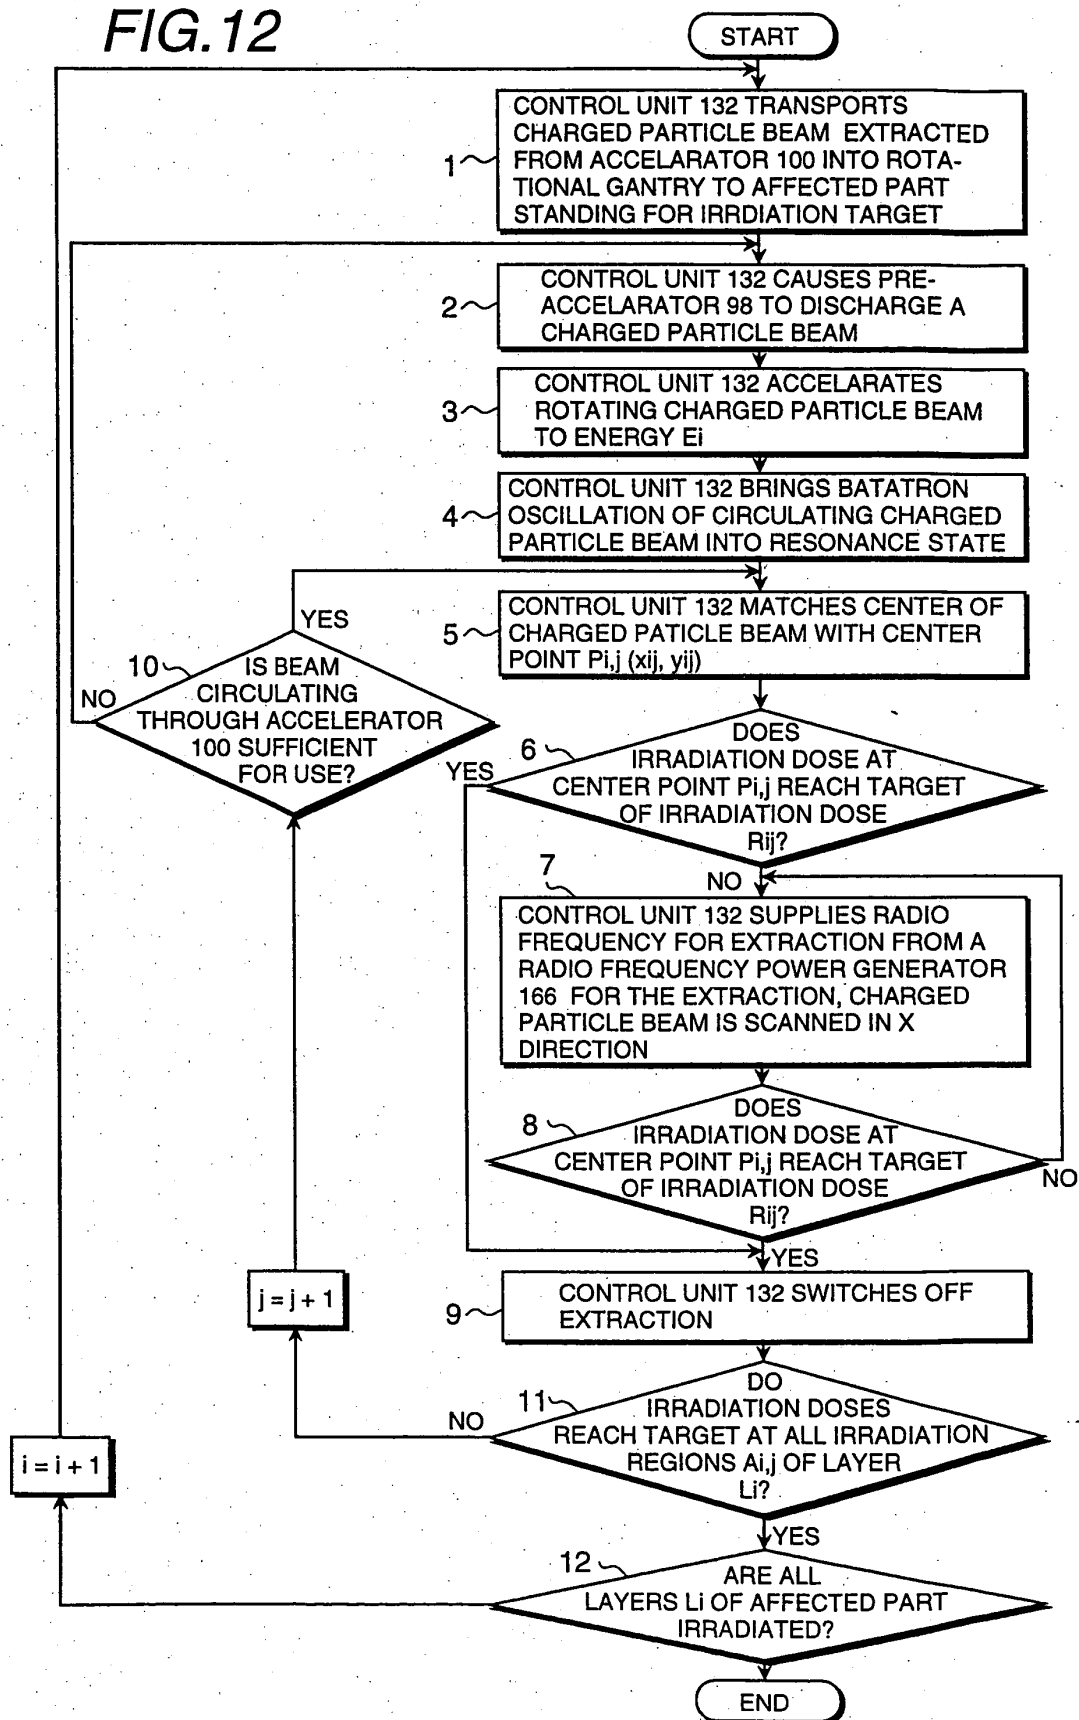 FIG.12
START
1
CONTROL UNIT 132 TRANSPORTS
CHARGED PARTICLE BEAM EXTRACTED
FROM ACCELARATOR 100 INTO ROTA-
TIONAL GANTRY TO AFFECTED PART
STANDING FOR IRRDIATION TARGET
2
CONTROL UNIT 132 CAUSES PRE-
ACCELARATOR 98 TO DISCHARGE A
CHARGED PARTICLE BEAM
3
CONTROL UNIT 132 ACCELARATES
ROTATING CHARGED PARTICLE BEAM
TO ENERGY Ei
4
CONTROL UNIT 132 BRINGS BATATRON
OSCILLATION OF CIRCULATING CHARGED
PARTICLE BEAM INTO RESONANCE STATE
5
CONTROL UNIT 132 MATCHES CENTER OF
CHARGED PATICLE BEAM WITH CENTER
POINT Pi,j (xij, yij)
YES
10
IS BEAM
CIRCULATING
THROUGH ACCELERATOR
100 SUFFICIENT
FOR USE?
NO
6
DOES
IRRADIATION DOSE AT
CENTER POINT Pi,j REACH TARGET
OF IRRADIATION DOSE
Rij?
YES
NO
7
CONTROL UNIT 132 SUPPLIES RADIO
FREQUENCY FOR EXTRACTION FROM A
RADIO FREQUENCY POWER GENERATOR
166 FOR THE EXTRACTION, CHARGED
PARTICLE BEAM IS SCANNED IN X
DIRECTION
8
DOES
IRRADIATION DOSE AT
CENTER POINT Pi,j REACH TARGET
OF IRRADIATION DOSE
Rij?
NO
YES
j = j + 1
9
CONTROL UNIT 132 SWITCHES OFF
EXTRACTION
11
DO
IRRADIATION DOSES
REACH TARGET AT ALL IRRADIATION
REGIONS Ai,j OF LAYER
Li?
NO
i = i + 1
YES
12
ARE ALL
LAYERS Li OF AFFECTED PART
IRRADIATED?
END